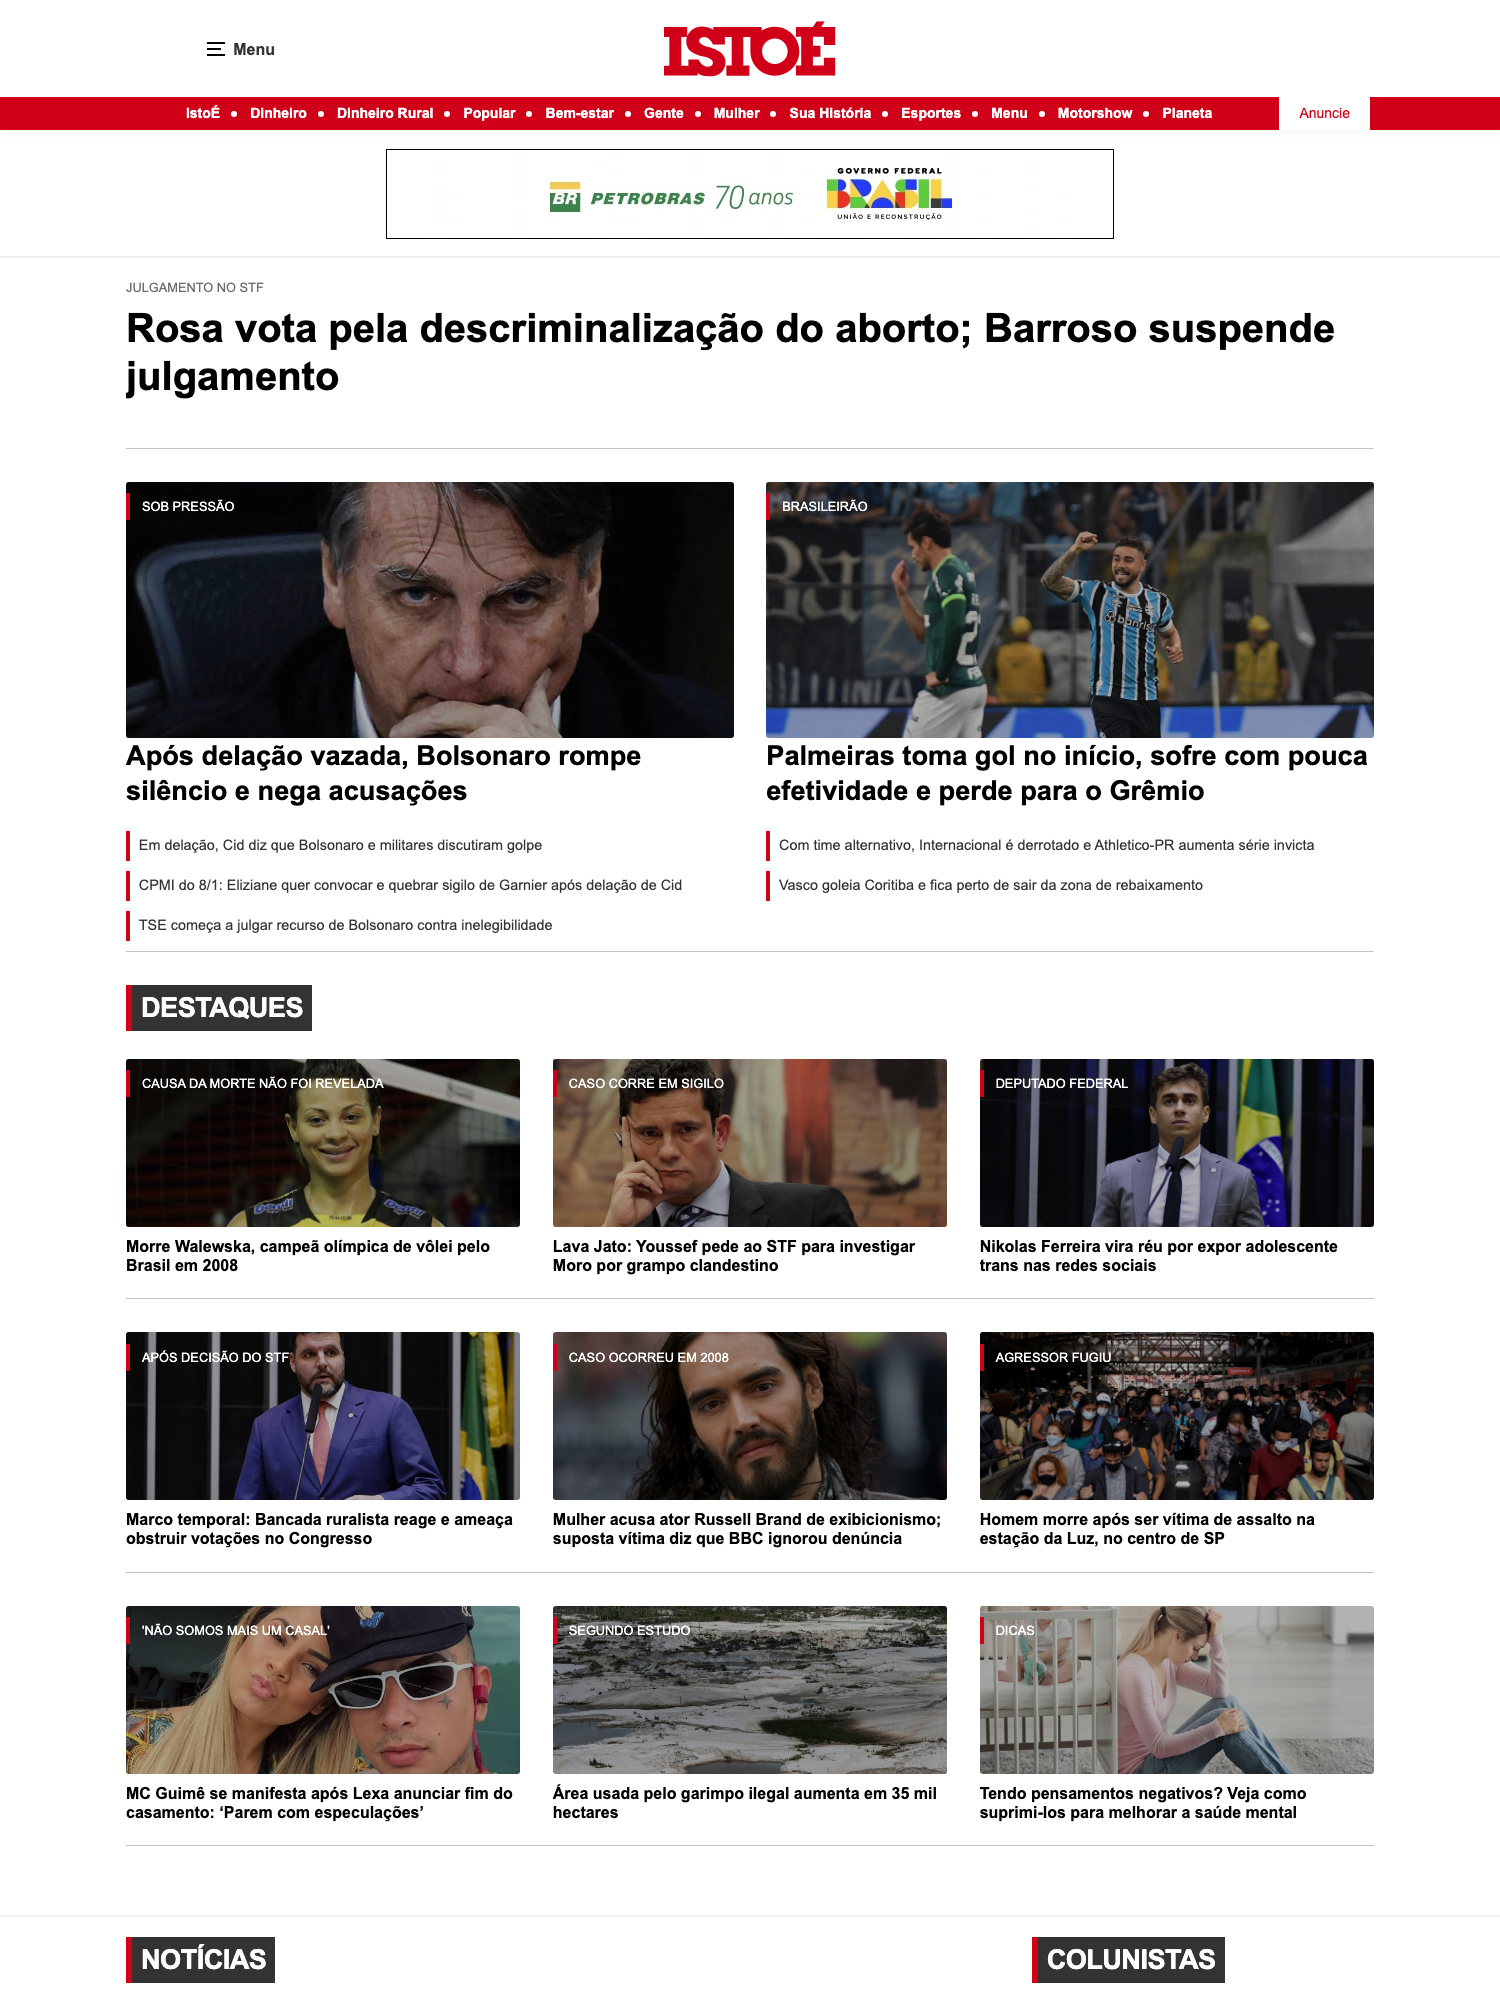 Menu
ISTOÉ
IstoÉ
Dinheiro
Dinheiro Rural
Popular
Bem-estar
Gente
Mulher
Sua História
Esportes
Menu
Motorshow
Planeta
Anuncie
BR PETROBRAS 70 anos
GOVERNO FEDERAL
BRASIL
UNIÃO E RECONSTRUÇÃO
JULGAMENTO NO STF
Rosa vota pela descriminalização do aborto; Barroso suspende
julgamento
SOB PRESSÃO
Após delação vazada, Bolsonaro rompe
silêncio e nega acusações
Em delação, Cid diz que Bolsonaro e militares discutiram golpe
CPMI do 8/1: Eliziane quer convocar e quebrar sigilo de Garnier após delação de Cid
TSE começa a julgar recurso de Bolsonaro contra inelegibilidade
BRASILEIRÃO
Palmeiras toma gol no início, sofre com pouca
efetividade e perde para o Grêmio
Com time alternativo, Internacional é derrotado e Athletico-PR aumenta série invicta
Vasco goleia Coritiba e fica perto de sair da zona de rebaixamento
DESTAQUES
CAUSA DA MORTE NÃO FOI REVELADA
Morre Walewska, campeã olímpica de vôlei pelo
Brasil em 2008
CASO CORRE EM SIGILO
Lava Jato: Youssef pede ao STF para investigar
Moro por grampo clandestino
DEPUTADO FEDERAL
Nikolas Ferreira vira réu por expor adolescente
trans nas redes sociais
APÓS DECISÃO DO STF
Marco temporal: Bancada ruralista reage e ameaça
obstruir votações no Congresso
CASO OCORREU EM 2008
Mulher acusa ator Russell Brand de exibicionismo;
suposta vítima diz que BBC ignorou denúncia
AGRESSOR FUGIU
Homem morre após ser vítima de assalto na
estação da Luz, no centro de SP
'NÃO SOMOS MAIS UM CASAL'
MC Guimê se manifesta após Lexa anunciar fim do
casamento: ‘Parem com especulações’
SEGUNDO ESTUDO
Área usada pelo garimpo ilegal aumenta em 35 mil
hectares
DICAS
Tendo pensamentos negativos? Veja como
suprimi-los para melhorar a saúde mental
NOTÍCIAS
COLUNISTAS